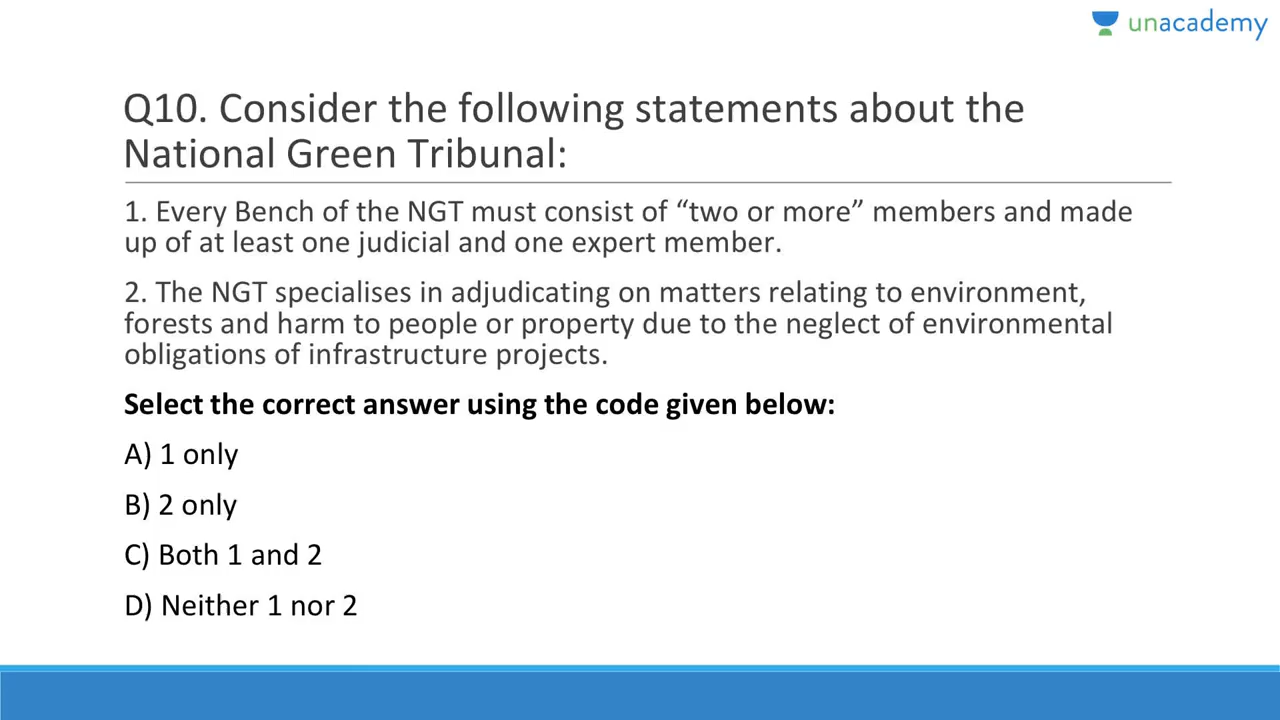 unacademy
Q10. Consider the following statements about the
National Green Tribunal:
1. Every Bench of the NGT must consist of “two or more” members and made
up of at least one judicial and one expert member.
2. The NGT specialises in adjudicating on matters relating to environment,
forests and harm to people or property due to the neglect of environmental
obligations of infrastructure projects.
Select the correct answer using the code given below:
A) 1 only
B) 2 only
C) Both 1 and 2
D) Neither 1 nor 2